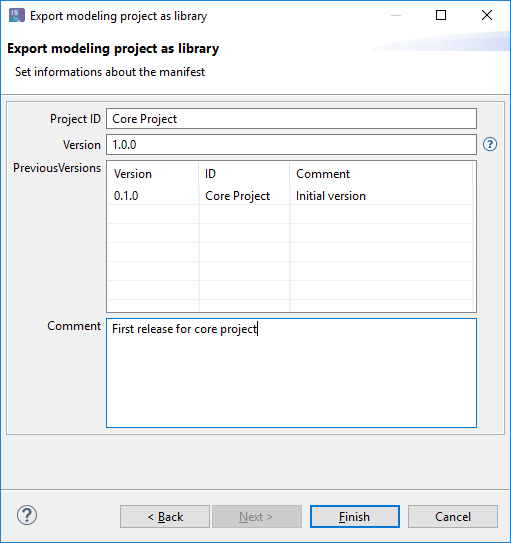 Export modeling project as library
Export modeling project as library
Set informations about the manifest
Project ID Core Project
Version 1.0.0 ?
PreviousVersions Version ID Comment
0.1.0 Core Project Initial version
Comment First release for core project
? < Back Next > Finish Cancel